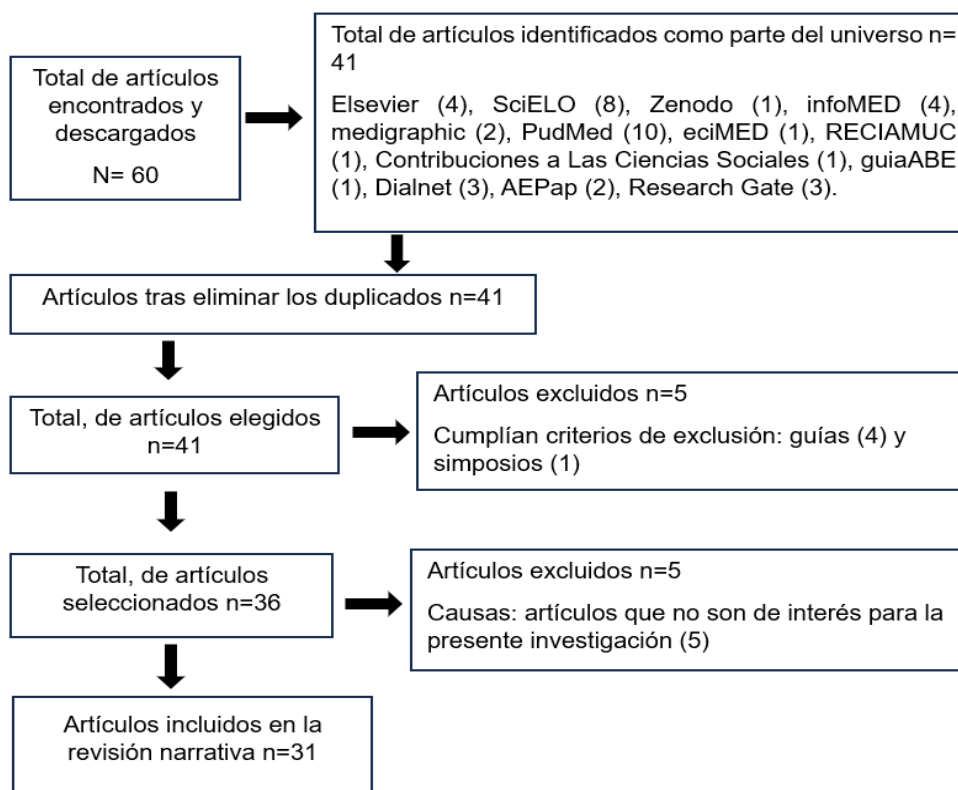 Total de artículos
encontrados y
descargados
N= 60
Total de artículos identificados como parte del universo n=
41
Elsevier (4), SciELO (8), Zenodo (1), infoMED (4),
medigraphic (2), PudMed (10), eciMED (1), RECIAMUC
(1), Contribuciones a Las Ciencias Sociales (1), guiaABE
(1), Dialnet (3), AEPap (2), Research Gate (3).
Artículos tras eliminar los duplicados n=41
Total, de artículos elegidos
n=41
Artículos excluidos n=5
Cumplían criterios de exclusión: guías (4) y
simposios (1)
Total, de artículos
seleccionados n=36
Artículos excluidos n=5
Causas: artículos que no son de interés para la
presente investigación (5)
Artículos incluidos en la
revisión narrativa n=31